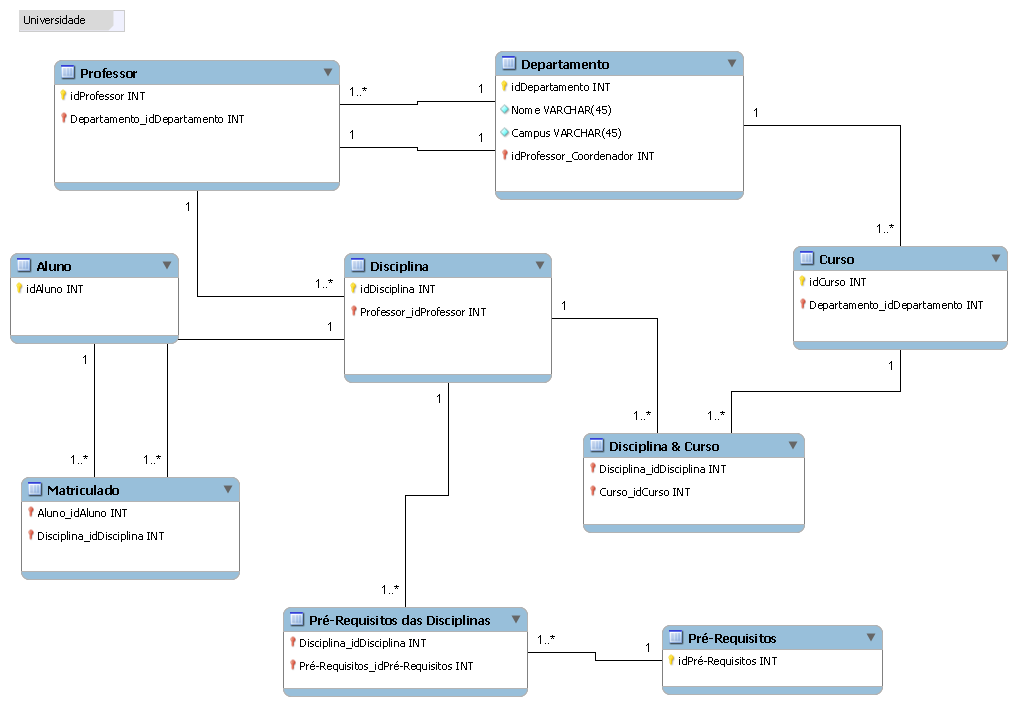 Universidade
Professor
idProfessor INT
Departamento_idDepartamento INT
1..*
1
1
1
Departamento
idDepartamento INT
Nome VARCHAR(45)
Campus VARCHAR(45)
idProfessor_Coordenador INT
1
1..*
1
1..*
Aluno
idAluno INT
Disciplina
idDisciplina INT
Professor_idProfessor INT
Curso
idCurso INT
Departamento_idDepartamento INT
1
1
1
1
1
1..*
1..*
1..*
1..*
Disciplina & Curso
Disciplina_idDisciplina INT
Curso_idCurso INT
Matriculado
Aluno_idAluno INT
Disciplina_idDisciplina INT
1..*
Pré-Requisitos das Disciplinas
Disciplina_idDisciplina INT
Pré-Requisitos_idPré-Requisitos INT
1..*
1
Pré-Requisitos
idPré-Requisitos INT